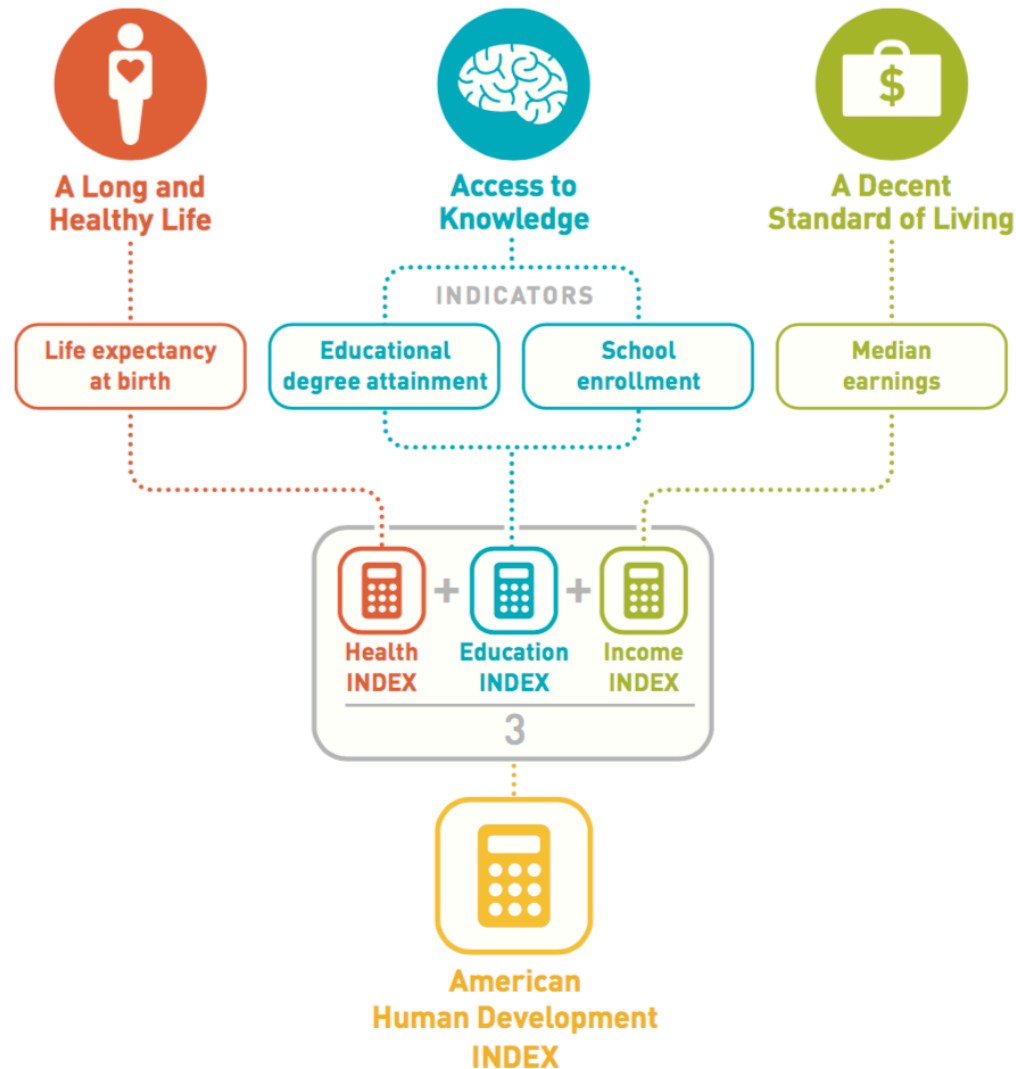 $
A Long and
Healthy Life
Access to
Knowledge
A Decent
Standard of Living
INDICATORS
Life expectancy
at birth
Educational
degree attainment
School
enrollment
Median
earnings
+
+
Health
INDEX
Education
INDEX
Income
INDEX
3
American
Human Development
INDEX